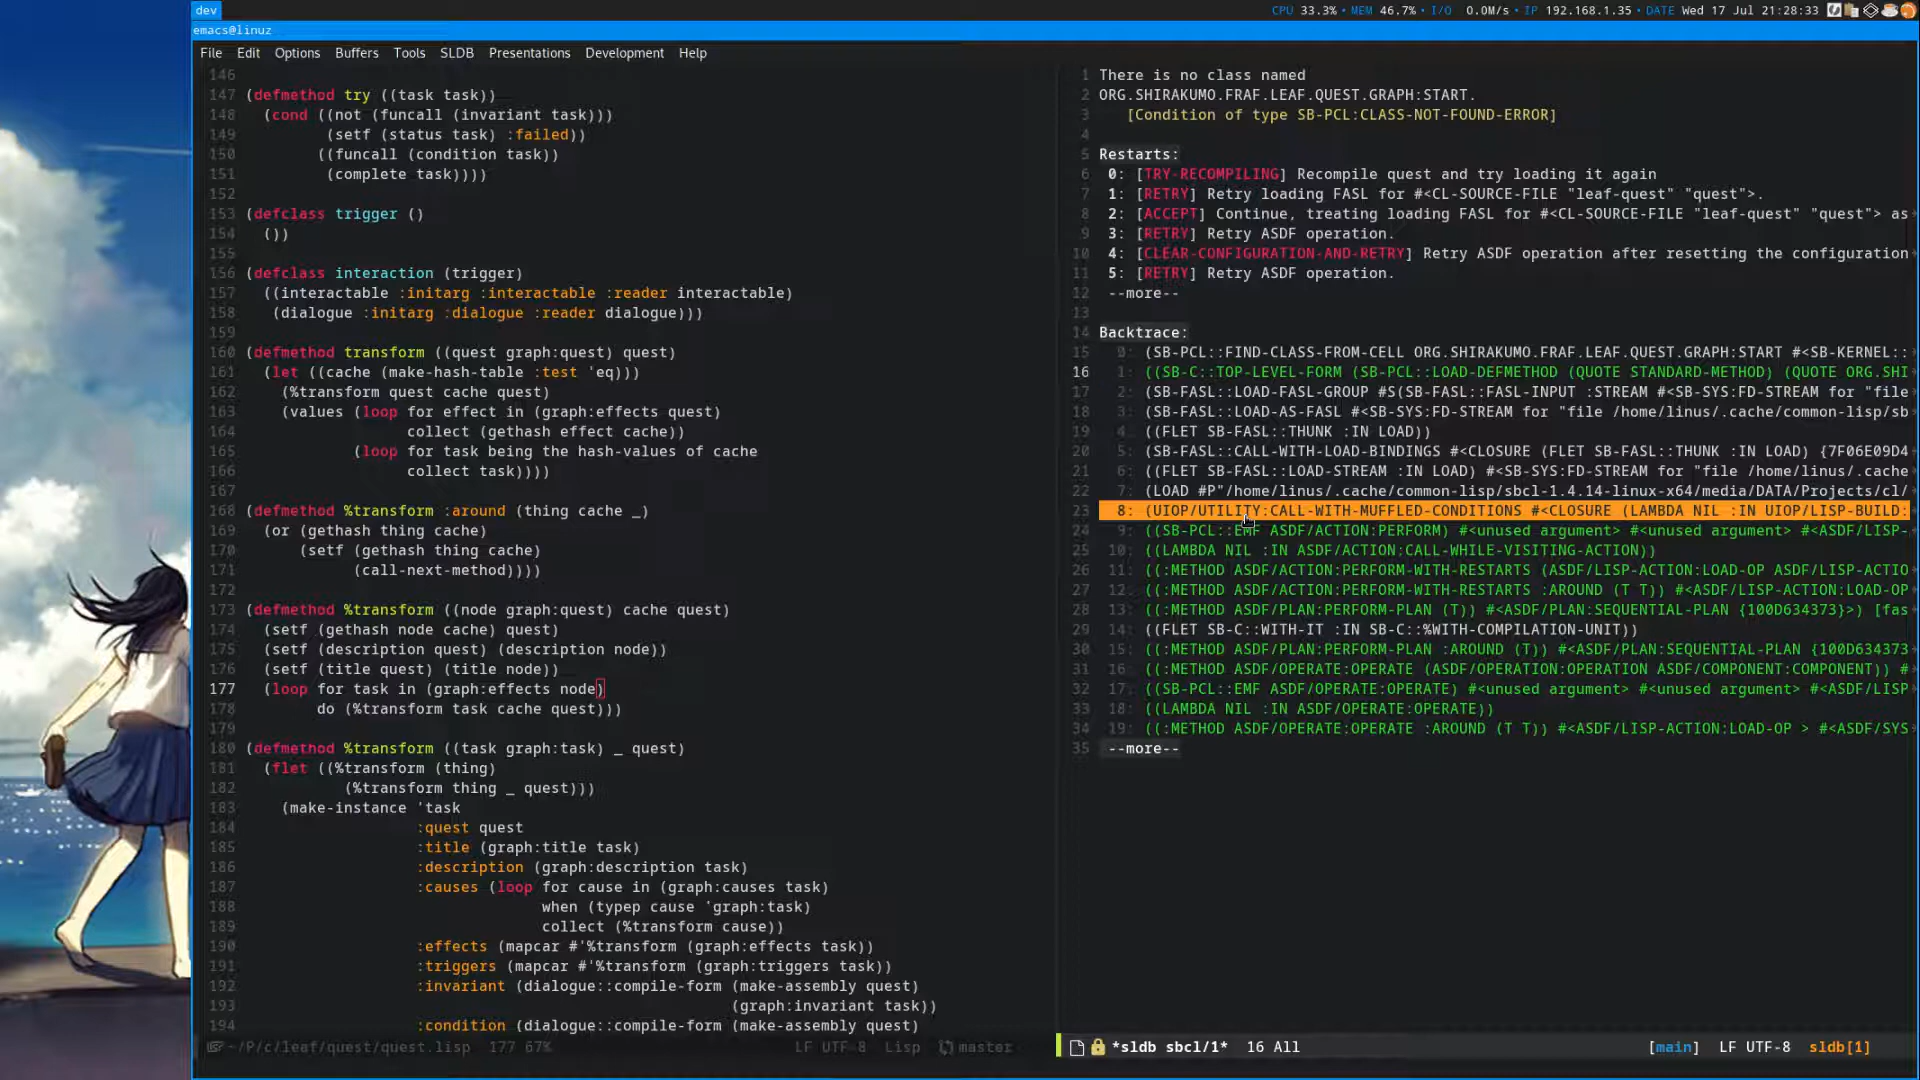 dev
CPU 33.3% • MEM 46.7% • I/O 0.0M/s • IP 192.168.1.35 • DATE Wed 17 Jul 21:28:33
emacs@linuz
File Edit Options Buffers Tools SLDB Presentations Development Help
146
147 (defmethod try ((task task))
148 (cond ((not (funcall (invariant task)))
149 (setf (status task) :failed))
150 ((funcall (condition task))
151 (complete task))))
152
153 (defclass trigger ()
154 ())
155
156 (defclass interaction (trigger)
157 ((interactable :initarg :interactable :reader interactable)
158 (dialogue :initarg :dialogue :reader dialogue)))
159
160 (defmethod transform ((quest graph:quest) quest)
161 (let ((cache (make-hash-table :test 'eq)))
162 (%transform quest cache quest)
163 (values (loop for effect in (graph:effects quest)
164 collect (gethash effect cache))
165 (loop for task being the hash-values of cache
166 collect task))))
167
168 (defmethod %transform :around (thing cache _)
169 (or (gethash thing cache)
170 (setf (gethash thing cache)
171 (call-next-method))))
172
173 (defmethod %transform ((node graph:quest) cache quest)
174 (setf (gethash node cache) quest)
175 (setf (description quest) (description node))
176 (setf (title quest) (title node))
177 (loop for task in (graph:effects node)
178 do (%transform task cache quest)))
179
180 (defmethod %transform ((task graph:task) _ quest)
181 (flet ((%transform (thing)
182 (%transform thing _ quest)))
183 (make-instance 'task
184 :quest quest
185 :title (graph:title task)
186 :description (graph:description task)
187 :causes (loop for cause in (graph:causes task)
188 when (typep cause 'graph:task)
189 collect (%transform cause))
190 :effects (mapcar #'%transform (graph:effects task))
191 :triggers (mapcar #'%transform (graph:triggers task))
192 :invariant (dialogue::compile-form (make-assembly quest)
193 (graph:invariant task))
194 :condition (dialogue::compile-form (make-assembly quest)
~/P/c/leaf/quest/quest.lisp 177 67% LF UTF-8 Lisp master
1 There is no class named
2 ORG.SHIRAKUMO.FRAF.LEAF.QUEST.GRAPH:START.
3 [Condition of type SB-PCL:CLASS-NOT-FOUND-ERROR]
4
5 Restarts:
6 0: [TRY-RECOMPILING] Recompile quest and try loading it again
7 1: [RETRY] Retry loading FASL for #<CL-SOURCE-FILE "leaf-quest" "quest">.
8 2: [ACCEPT] Continue, treating loading FASL for #<CL-SOURCE-FILE "leaf-quest" "quest"> as
9 3: [RETRY] Retry ASDF operation.
10 4: [CLEAR-CONFIGURATION-AND-RETRY] Retry ASDF operation after resetting the configuration
11 5: [RETRY] Retry ASDF operation.
12 --more--
13
14 Backtrace:
15 0: (SB-PCL::FIND-CLASS-FROM-CELL ORG.SHIRAKUMO.FRAF.LEAF.QUEST.GRAPH:START #<SB-KERNEL::
16 1: ((SB-C::TOP-LEVEL-FORM (SB-PCL::LOAD-DEFMETHOD (QUOTE STANDARD-METHOD) (QUOTE ORG.SHI
17 2: (SB-FASL::LOAD-FASL-GROUP #S(SB-FASL::FASL-INPUT :STREAM #<SB-SYS:FD-STREAM for "file
18 3: (SB-FASL::LOAD-AS-FASL #<SB-SYS:FD-STREAM for "file /home/linus/.cache/common-lisp/sb
19 4: ((FLET SB-FASL::THUNK :IN LOAD))
20 5: (SB-FASL::CALL-WITH-LOAD-BINDINGS #<CLOSURE (FLET SB-FASL::THUNK :IN LOAD) {7F06E09D4
21 6: ((FLET SB-FASL::LOAD-STREAM :IN LOAD) #<SB-SYS:FD-STREAM for "file /home/linus/.cache
22 7: (LOAD #P"/home/linus/.cache/common-lisp/sbcl-1.4.14-linux-x64/media/DATA/Projects/cl/
23 8: (UIOP/UTILITY:CALL-WITH-MUFFLED-CONDITIONS #<CLOSURE (LAMBDA NIL :IN UIOP/LISP-BUILD:
24 9: ((SB-PCL::EMF ASDF/ACTION:PERFORM) #<unused argument> #<unused argument> #<ASDF/LISP-
25 10: ((LAMBDA NIL :IN ASDF/ACTION:CALL-WHILE-VISITING-ACTION))
26 11: ((:METHOD ASDF/ACTION:PERFORM-WITH-RESTARTS (ASDF/LISP-ACTION:LOAD-OP ASDF/LISP-ACTIO
27 12: ((:METHOD ASDF/ACTION:PERFORM-WITH-RESTARTS :AROUND (T T)) #<ASDF/LISP-ACTION:LOAD-OP
28 13: ((:METHOD ASDF/PLAN:PERFORM-PLAN (T)) #<ASDF/PLAN:SEQUENTIAL-PLAN {100D634373}>) [fas
29 14: ((FLET SB-C::WITH-IT :IN SB-C::%WITH-COMPILATION-UNIT))
30 15: ((:METHOD ASDF/PLAN:PERFORM-PLAN :AROUND (T)) #<ASDF/PLAN:SEQUENTIAL-PLAN {100D634373
31 16: ((:METHOD ASDF/OPERATE:OPERATE (ASDF/OPERATION:OPERATION ASDF/COMPONENT:COMPONENT)) #
32 17: ((SB-PCL::EMF ASDF/OPERATE:OPERATE) #<unused argument> #<unused argument> #<ASDF/LISP
33 18: ((LAMBDA NIL :IN ASDF/OPERATE:OPERATE))
34 19: ((:METHOD ASDF/OPERATE:OPERATE :AROUND (T T)) #<ASDF/LISP-ACTION:LOAD-OP > #<ASDF/SYS
35 --more--
*sldb sbcl/1* 16 All [main] LF UTF-8 sldb[1]